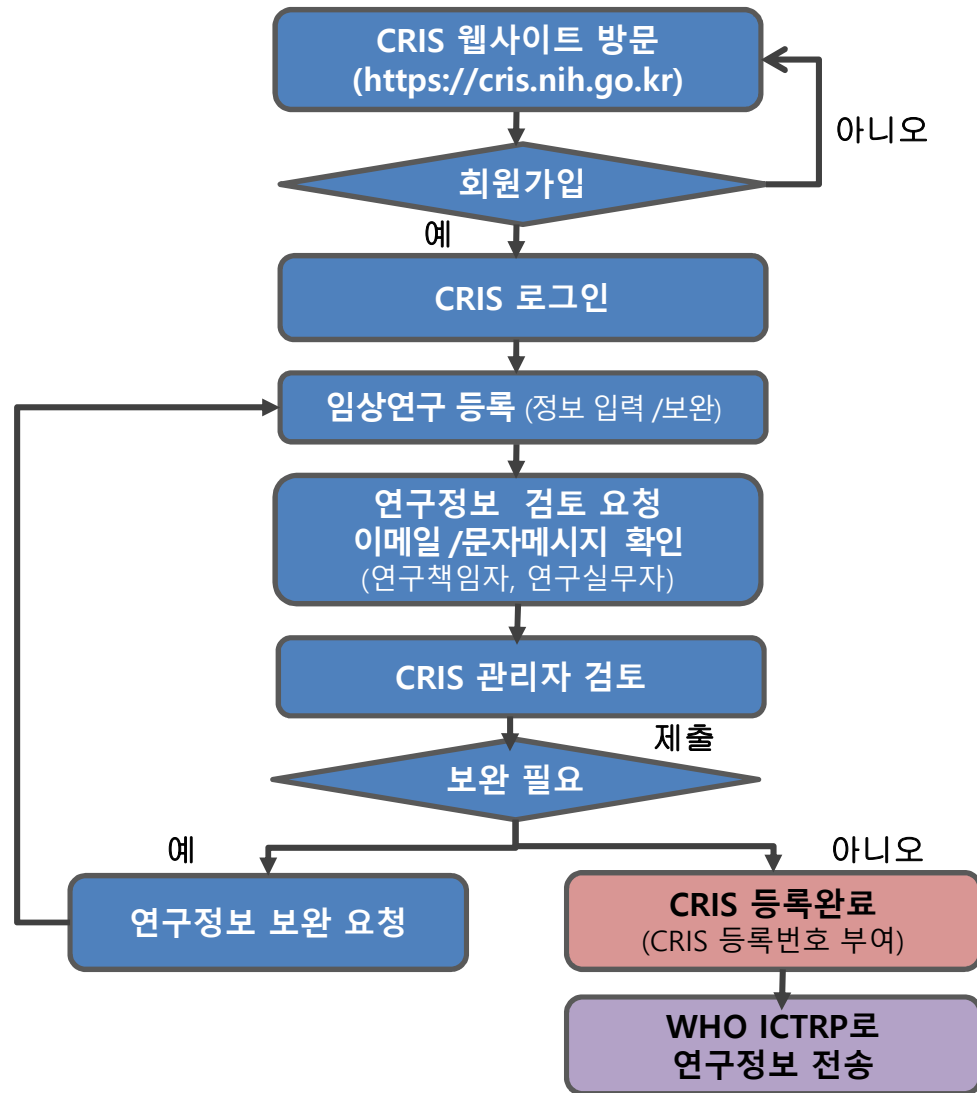 CRIS 웹사이트 방문
(https://cris.nih.go.kr)
아니오
회원가입
예
CRIS 로그인
임상연구 등록 (정보 입력 /보완)
연구정보 검토 요청
이메일 /문자메시지 확인
(연구책임자, 연구실무자)
CRIS 관리자 검토
제출
보완 필요
예
아니오
연구정보 보완 요청
CRIS 등록완료
(CRIS 등록번호 부여)
WHO ICTRP로
연구정보 전송